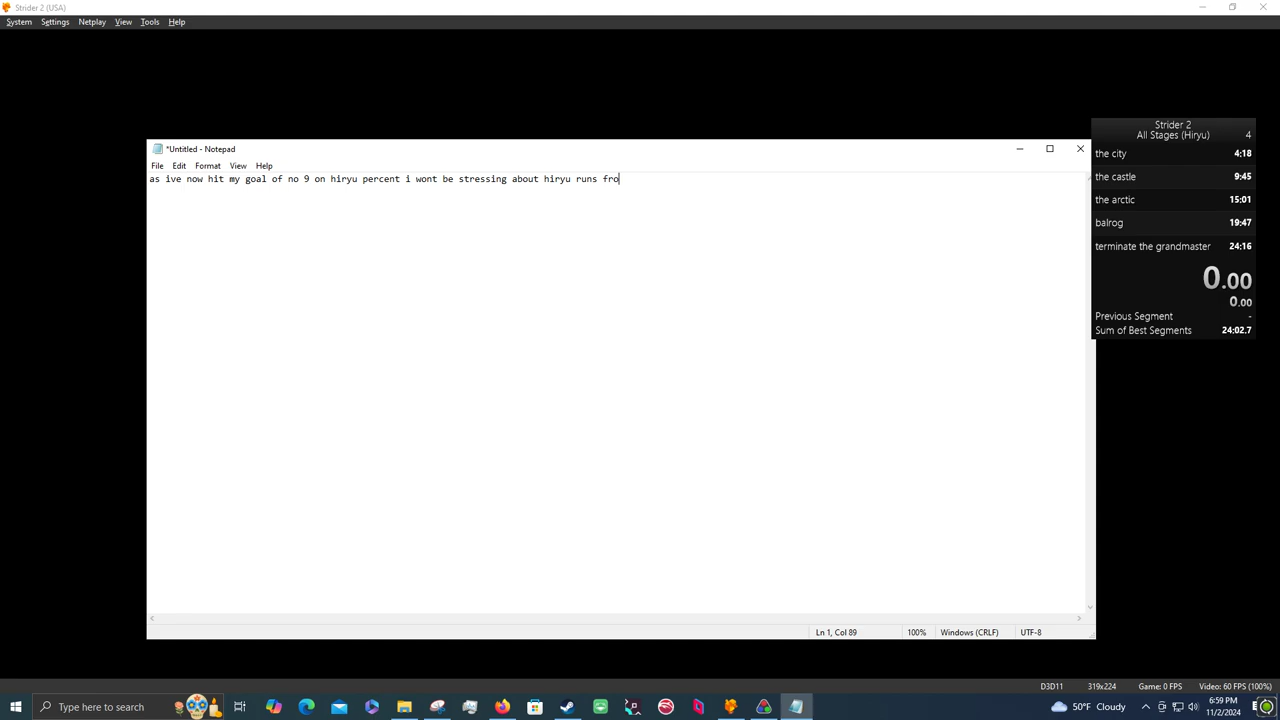 Strider 2 (USA)
System Settings Netplay View Tools Help
*Untitled - Notepad
File Edit Format View Help
as ive now hit my goal of no 9 on hiryu percent i wont be stressing about hiryu runs fro
Ln 1, Col 89 100% Windows (CRLF) UTF-8
Strider 2
All Stages (Hiryu) 4
the city 4:18
the castle 9:45
the arctic 15:01
balrog 19:47
terminate the grandmaster 24:16
0.00
0.00
Previous Segment -
Sum of Best Segments 24:02.7
D3D11 319x224 Game: 0 FPS Video: 60 FPS (100%)
Type here to search
50°F Cloudy
6:59 PM
11/2/2024